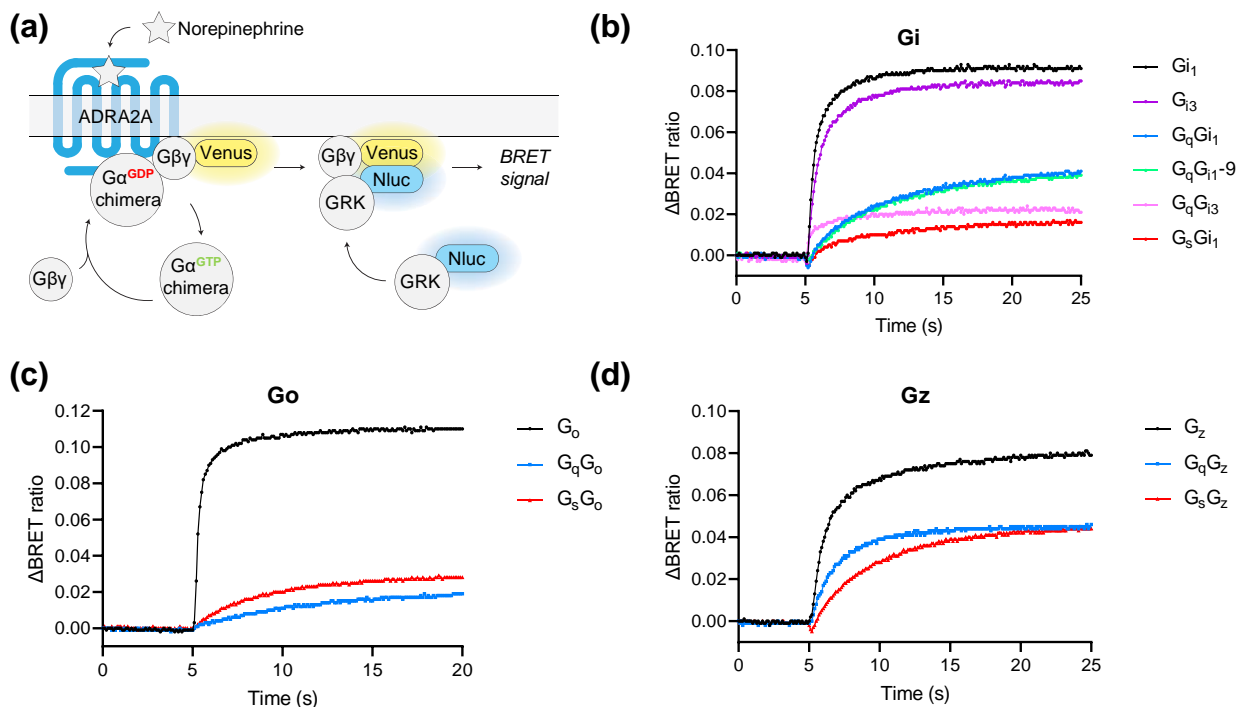 (a)
Norepinephrine
ADRA2A
Gβγ
Venus
GαGDP
chimera
Gβγ
GαGTP
chimera
Gβγ
Venus
Nluc
GRK
BRET
signal
Nluc
GRK
(b)
Gi
ΔBRET ratio
0.10
0.08
0.06
0.04
0.02
0.00
0
5
10
15
20
25
Time (s)
Gi1
Gi3
GqGi1
GqGi1-9
GqGi3
GsGi1
(c)
Go
ΔBRET ratio
0.12
0.10
0.08
0.06
0.04
0.02
0.00
0
5
10
15
20
Time (s)
Go
GqGo
GsGo
(d)
Gz
ΔBRET ratio
0.10
0.08
0.06
0.04
0.02
0.00
0
5
10
15
20
25
Time (s)
Gz
GqGz
GsGz